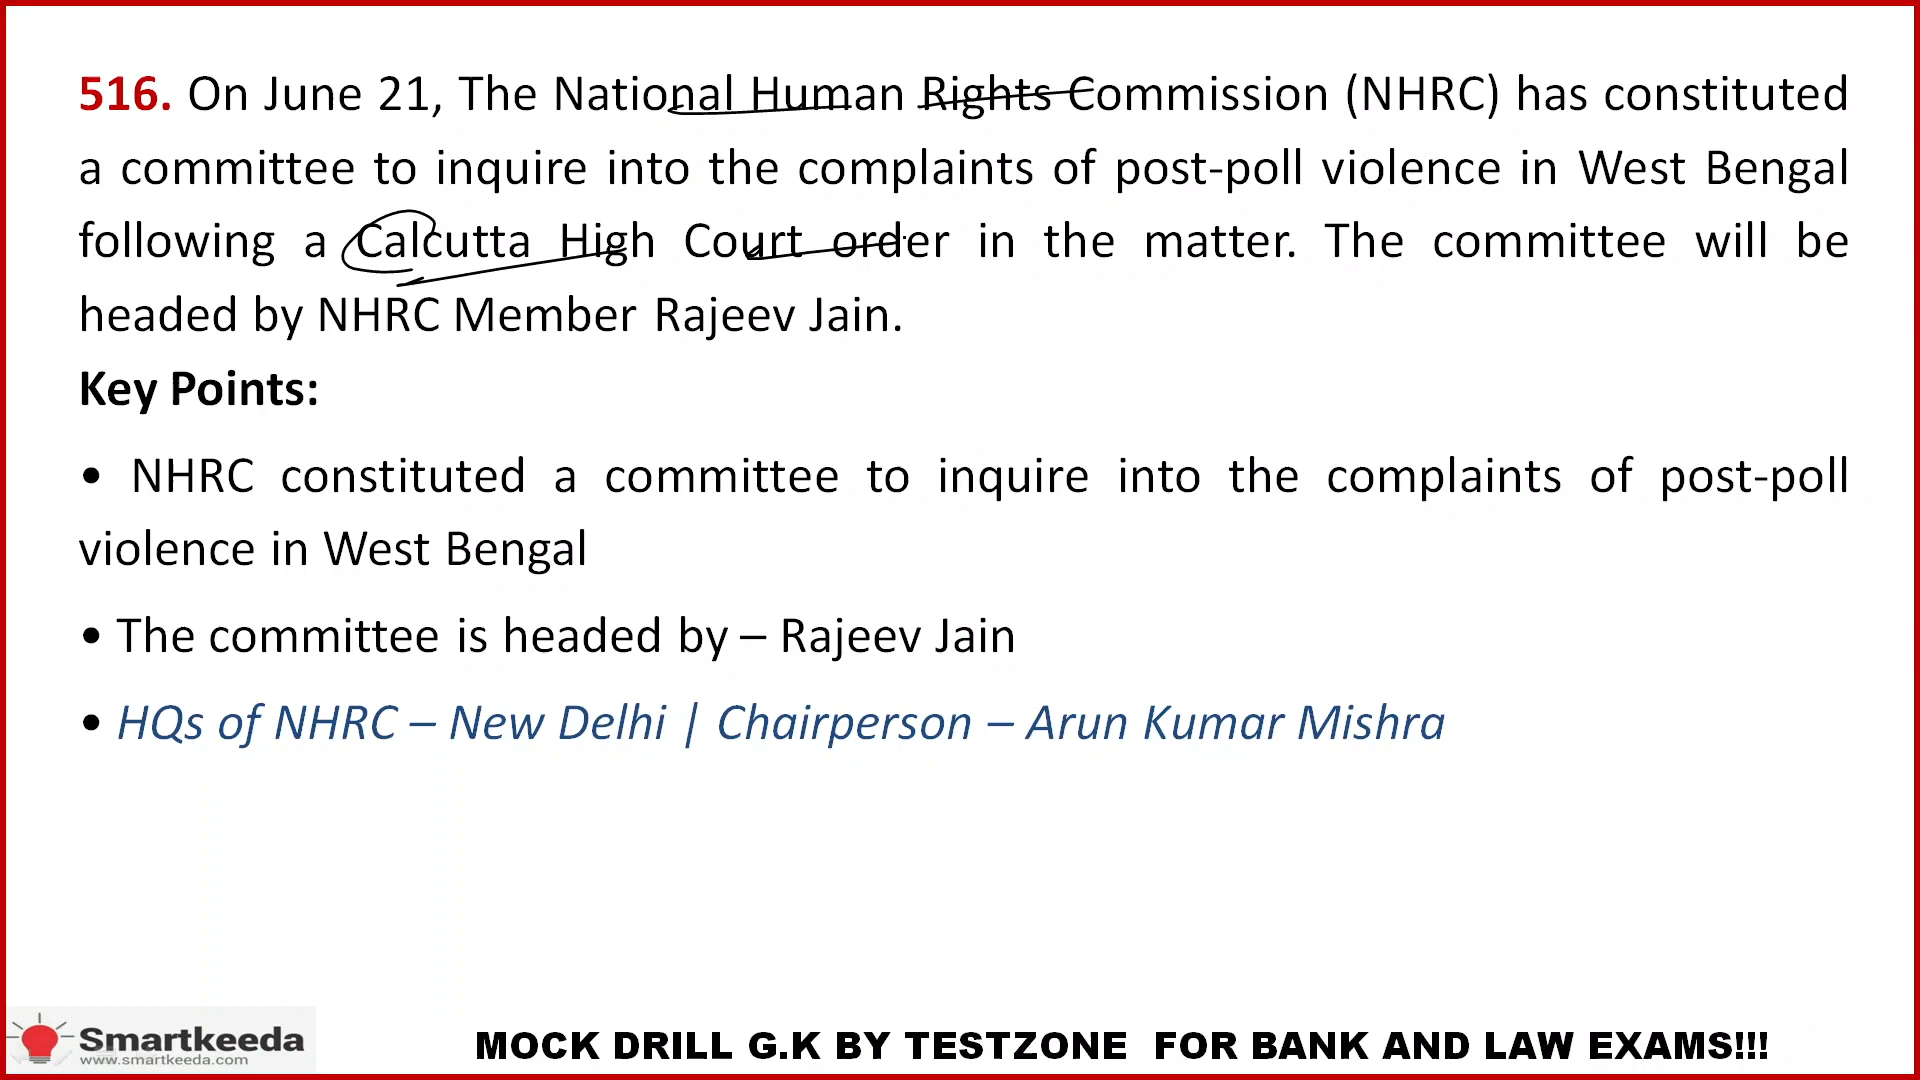 516. On June 21, The National Human Rights Commission (NHRC) has constituted
a committee to inquire into the complaints of post-poll violence in West Bengal
following a Calcutta High Court order in the matter. The committee will be
headed by NHRC Member Rajeev Jain.
Key Points:
• NHRC constituted a committee to inquire into the complaints of post-poll
violence in West Bengal
• The committee is headed by – Rajeev Jain
• HQs of NHRC – New Delhi | Chairperson – Arun Kumar Mishra
Smartkeeda
www.smartkeeda.com
MOCK DRILL G.K BY TESTZONE FOR BANK AND LAW EXAMS!!!